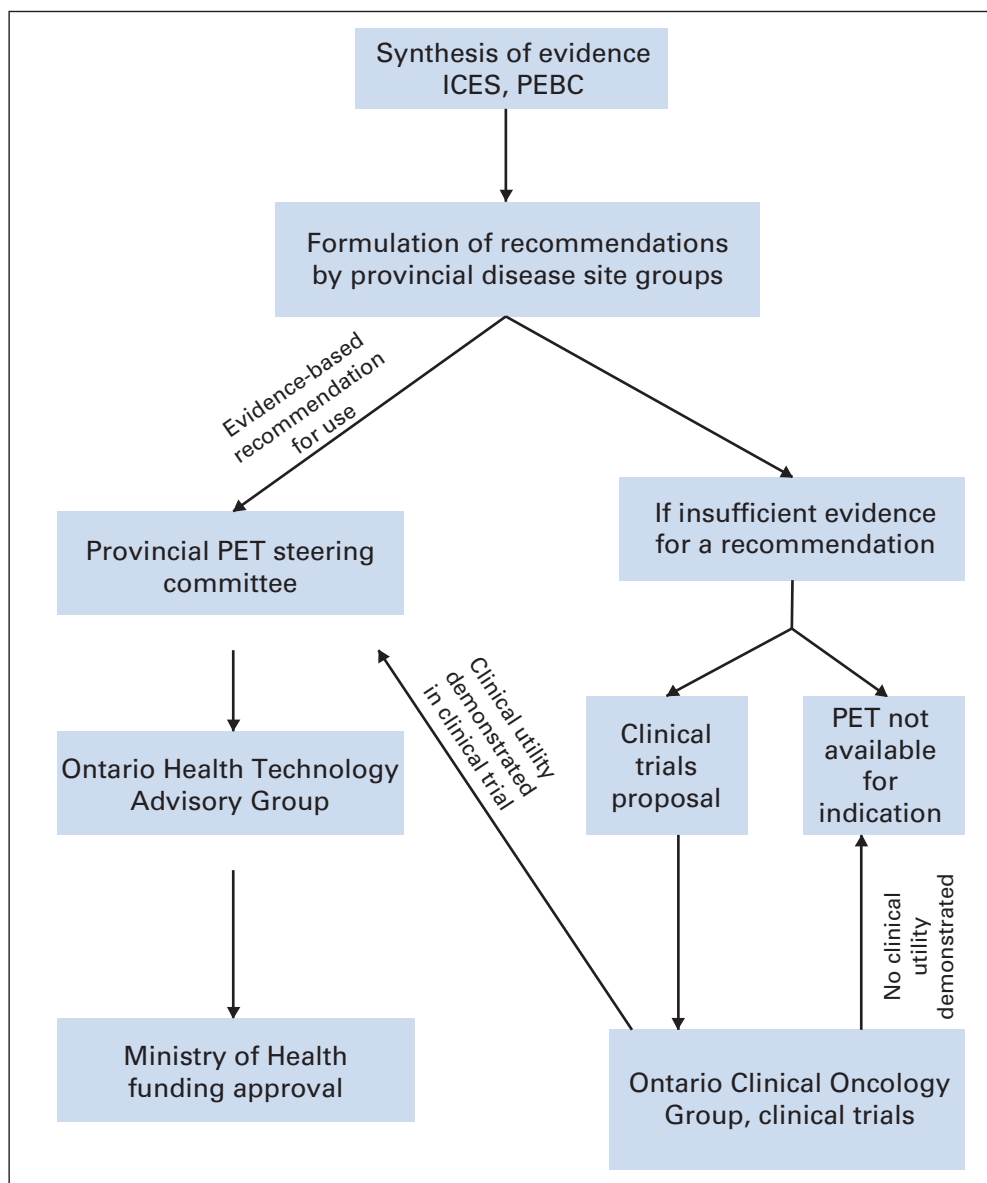 Synthesis of evidence
ICES, PEBC
Formulation of recommendations
by provincial disease site groups
Evidence-based
recommendation
for use
Provincial PET steering
committee
If insufficient evidence
for a recommendation
Clinical utility
demonstrated
in clinical trial
Clinical
trials
proposal
PET not
available
for
indication
Ontario Health Technology
Advisory Group
No clinical
utility
demonstrated
Ministry of Health
funding approval
Ontario Clinical Oncology
Group, clinical trials